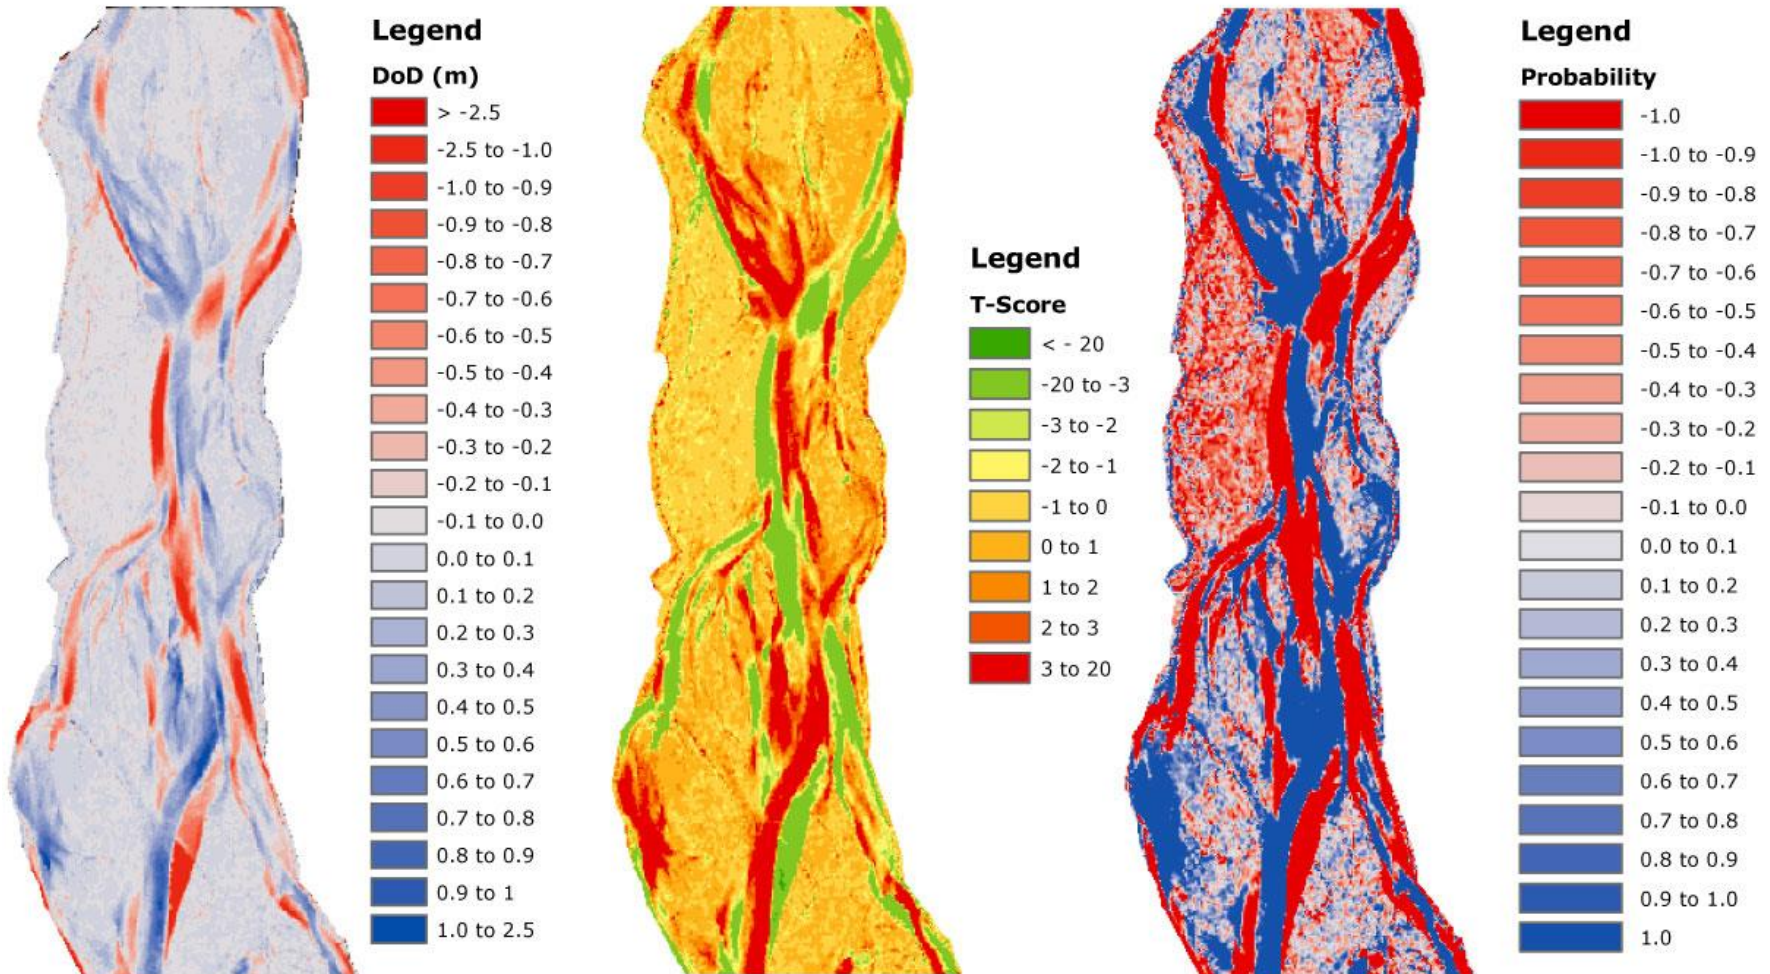 Legend
DoD (m)
> -2.5
-2.5 to -1.0
-1.0 to -0.9
-0.9 to -0.8
-0.8 to -0.7
-0.7 to -0.6
-0.6 to -0.5
-0.5 to -0.4
-0.4 to -0.3
-0.3 to -0.2
-0.2 to -0.1
-0.1 to 0.0
0.0 to 0.1
0.1 to 0.2
0.2 to 0.3
0.3 to 0.4
0.4 to 0.5
0.5 to 0.6
0.6 to 0.7
0.7 to 0.8
0.8 to 0.9
0.9 to 1
1.0 to 2.5
Legend
T-Score
< - 20
-20 to -3
-3 to -2
-2 to -1
-1 to 0
0 to 1
1 to 2
2 to 3
3 to 20
Legend
Probability
-1.0
-1.0 to -0.9
-0.9 to -0.8
-0.8 to -0.7
-0.7 to -0.6
-0.6 to -0.5
-0.5 to -0.4
-0.4 to -0.3
-0.3 to -0.2
-0.2 to -0.1
-0.1 to 0.0
0.0 to 0.1
0.1 to 0.2
0.2 to 0.3
0.3 to 0.4
0.4 to 0.5
0.5 to 0.6
0.6 to 0.7
0.7 to 0.8
0.8 to 0.9
0.9 to 1.0
1.0